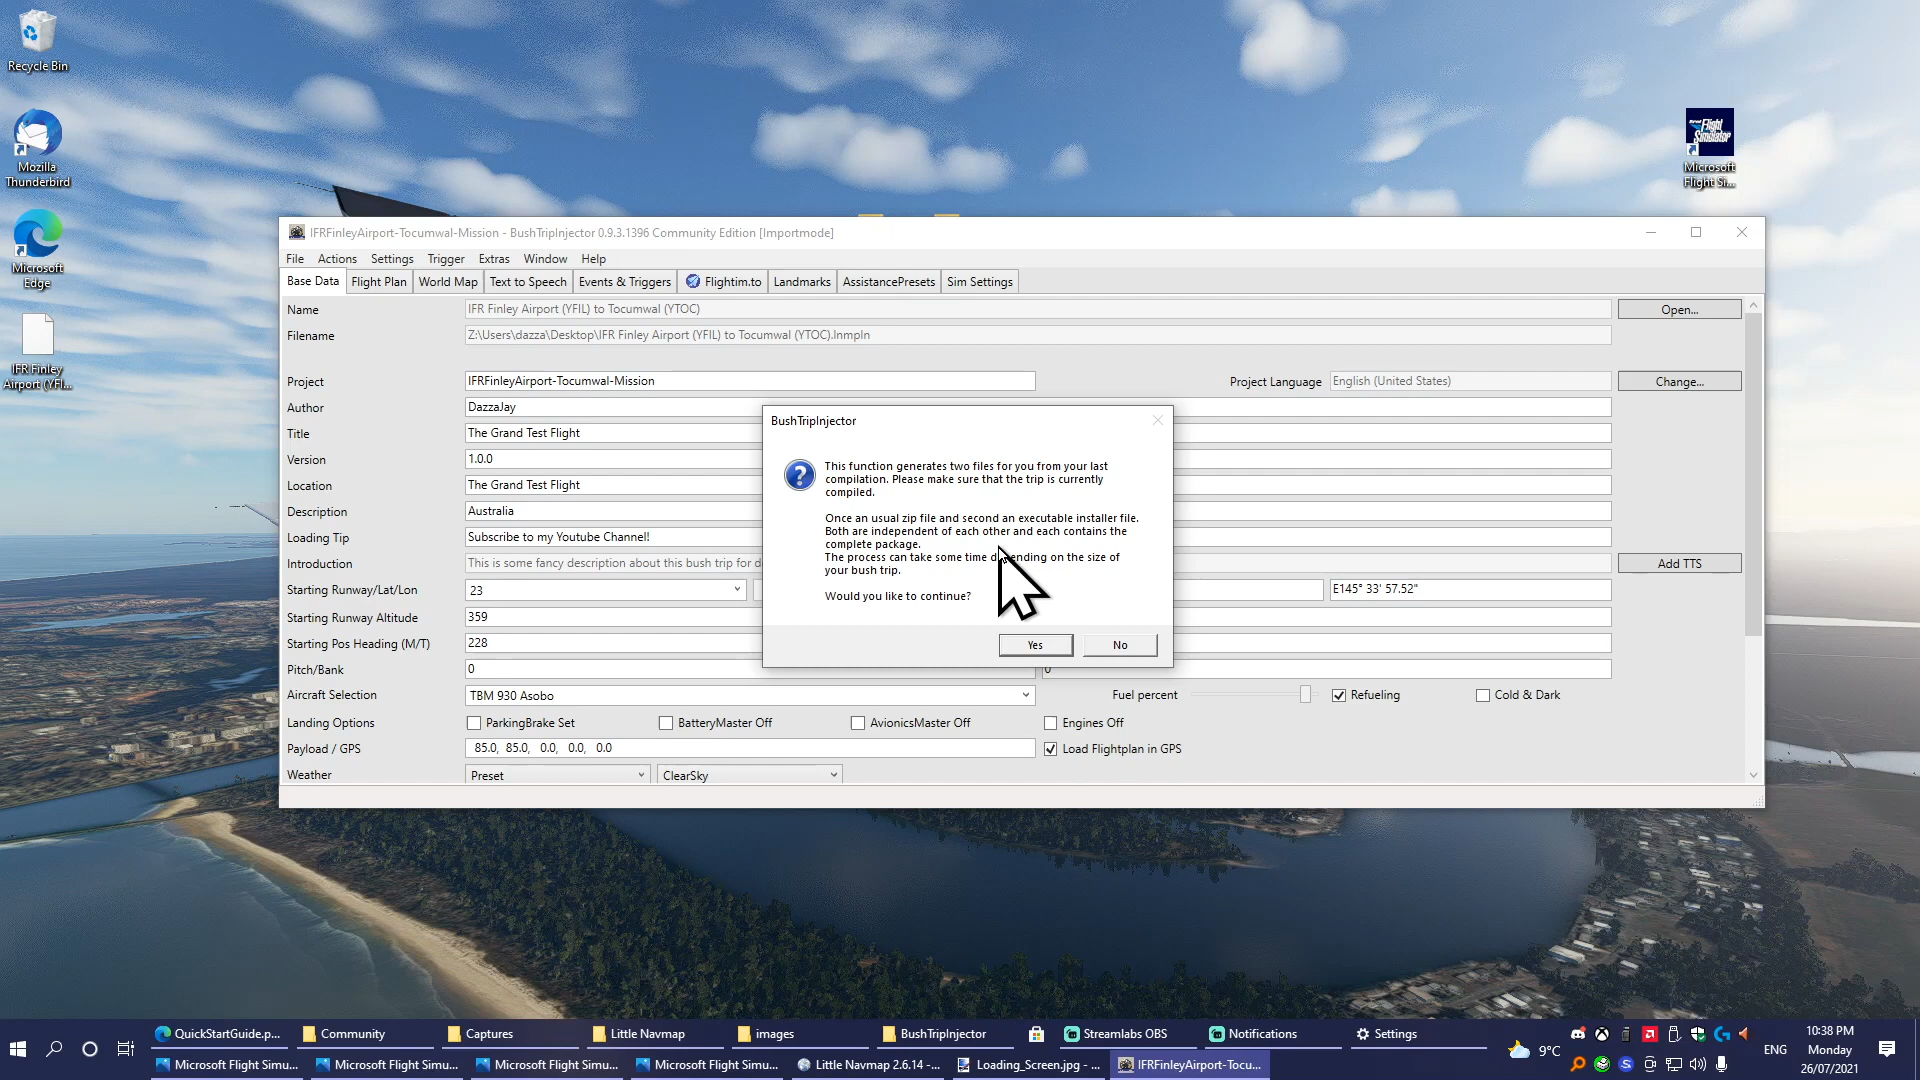 Recycle Bin
Mozilla
Thunderbird
Microsoft
Edge
IFR Finley
Airport (YFI...
Flight
Simulator
Microsoft
Flight Si...
IFRFinleyAirport-Tocumwal-Mission - BushTripInjector 0.9.3.1396 Community Edition [Importmode]
File Actions Settings Trigger Extras Window Help
Base Data Flight Plan World Map Text to Speech Events & Triggers Flightim.to Landmarks AssistancePresets Sim Settings
Name IFR Finley Airport (YFIL) to Tocumwal (YTOC) Open...
Filename Z:\Users\dazza\Desktop\IFR Finley Airport (YFIL) to Tocumwal (YTOC).lnmpln
Project IFRFinleyAirport-Tocumwal-Mission Project Language English (United States) Change...
Author DazzaJay
Title The Grand Test Flight
Version 1.0.0
Location The Grand Test Flight
Description Australia
Loading Tip Subscribe to my Youtube Channel!
Introduction This is some fancy description about this bush trip for d Add TTS
Starting Runway/Lat/Lon 23 E145° 33' 57.52"
Starting Runway Altitude 359
Starting Pos Heading (M/T) 228
Pitch/Bank 0 0
Aircraft Selection TBM 930 Asobo Fuel percent Refueling Cold & Dark
Landing Options ParkingBrake Set BatteryMaster Off AvionicsMaster Off Engines Off
Payload / GPS 85.0, 85.0, 0.0, 0.0, 0.0 Load Flightplan in GPS
Weather Preset ClearSky
BushTripInjector
This function generates two files for you from your last
compilation. Please make sure that the trip is currently
compiled.
Once an usual zip file and second an executable installer file.
Both are independent of each other and each contains the
complete package.
The process can take some time depending on the size of
your bush trip.
Would you like to continue?
Yes No
QuickStartGuide.p... Community Captures Little Navmap images BushTripInjector Streamlabs OBS Notifications Settings
Microsoft Flight Simu... Microsoft Flight Simu... Microsoft Flight Simu... Microsoft Flight Simu... Little Navmap 2.6.14 -... Loading_Screen.jpg - ... IFRFinleyAirport-Tocu...
9°C
ENG
10:38 PM
Monday
26/07/2021